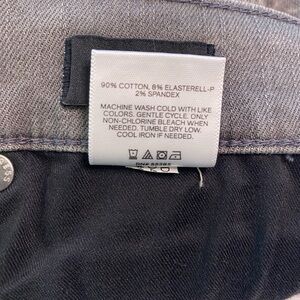 90% COTTON, 8% ELASTERELL-P
2% SPANDEX
MACHINE WASH COLD WITH LIKE
COLORS. GENTLE CYCLE. ONLY
NON-CHLORINE BLEACH WHEN
NEEDED. TUMBLE DRY LOW.
COOL IRON IF NEEDED.